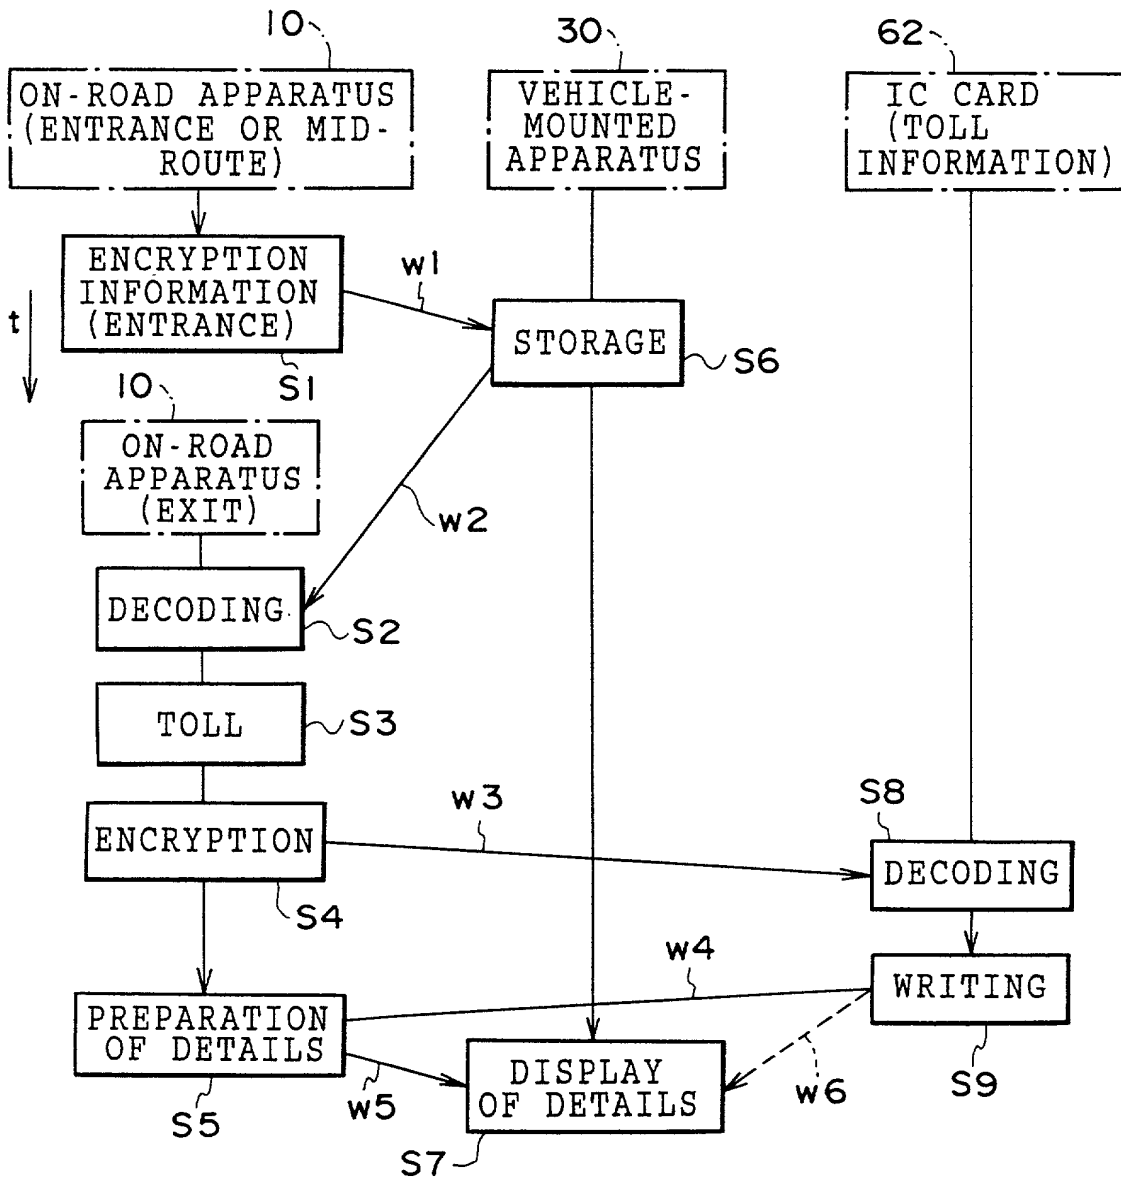 10
30
62
ON-ROAD APPARATUS
(ENTRANCE OR MID-
ROUTE)
VEHICLE-
MOUNTED
APPARATUS
IC CARD
(TOLL
INFORMATION)
ENCRYPTION
INFORMATION
(ENTRANCE)
S1
t
w1
STORAGE
S6
10
ON-ROAD
APPARATUS
(EXIT)
w2
DECODING
S2
TOLL
S3
ENCRYPTION
S4
w3
S8
DECODING
w4
WRITING
S9
PREPARATION
OF DETAILS
S5
w5
DISPLAY
OF DETAILS
S7
w6